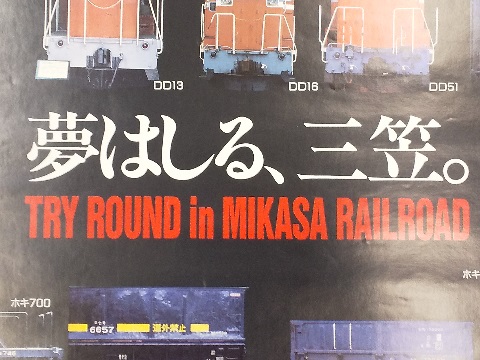 DD13
DD16
DD51
夢はしる、三笠。
TRY ROUND in MIKASA RAILROAD
ホキ700
ホキ
6657
道外禁止